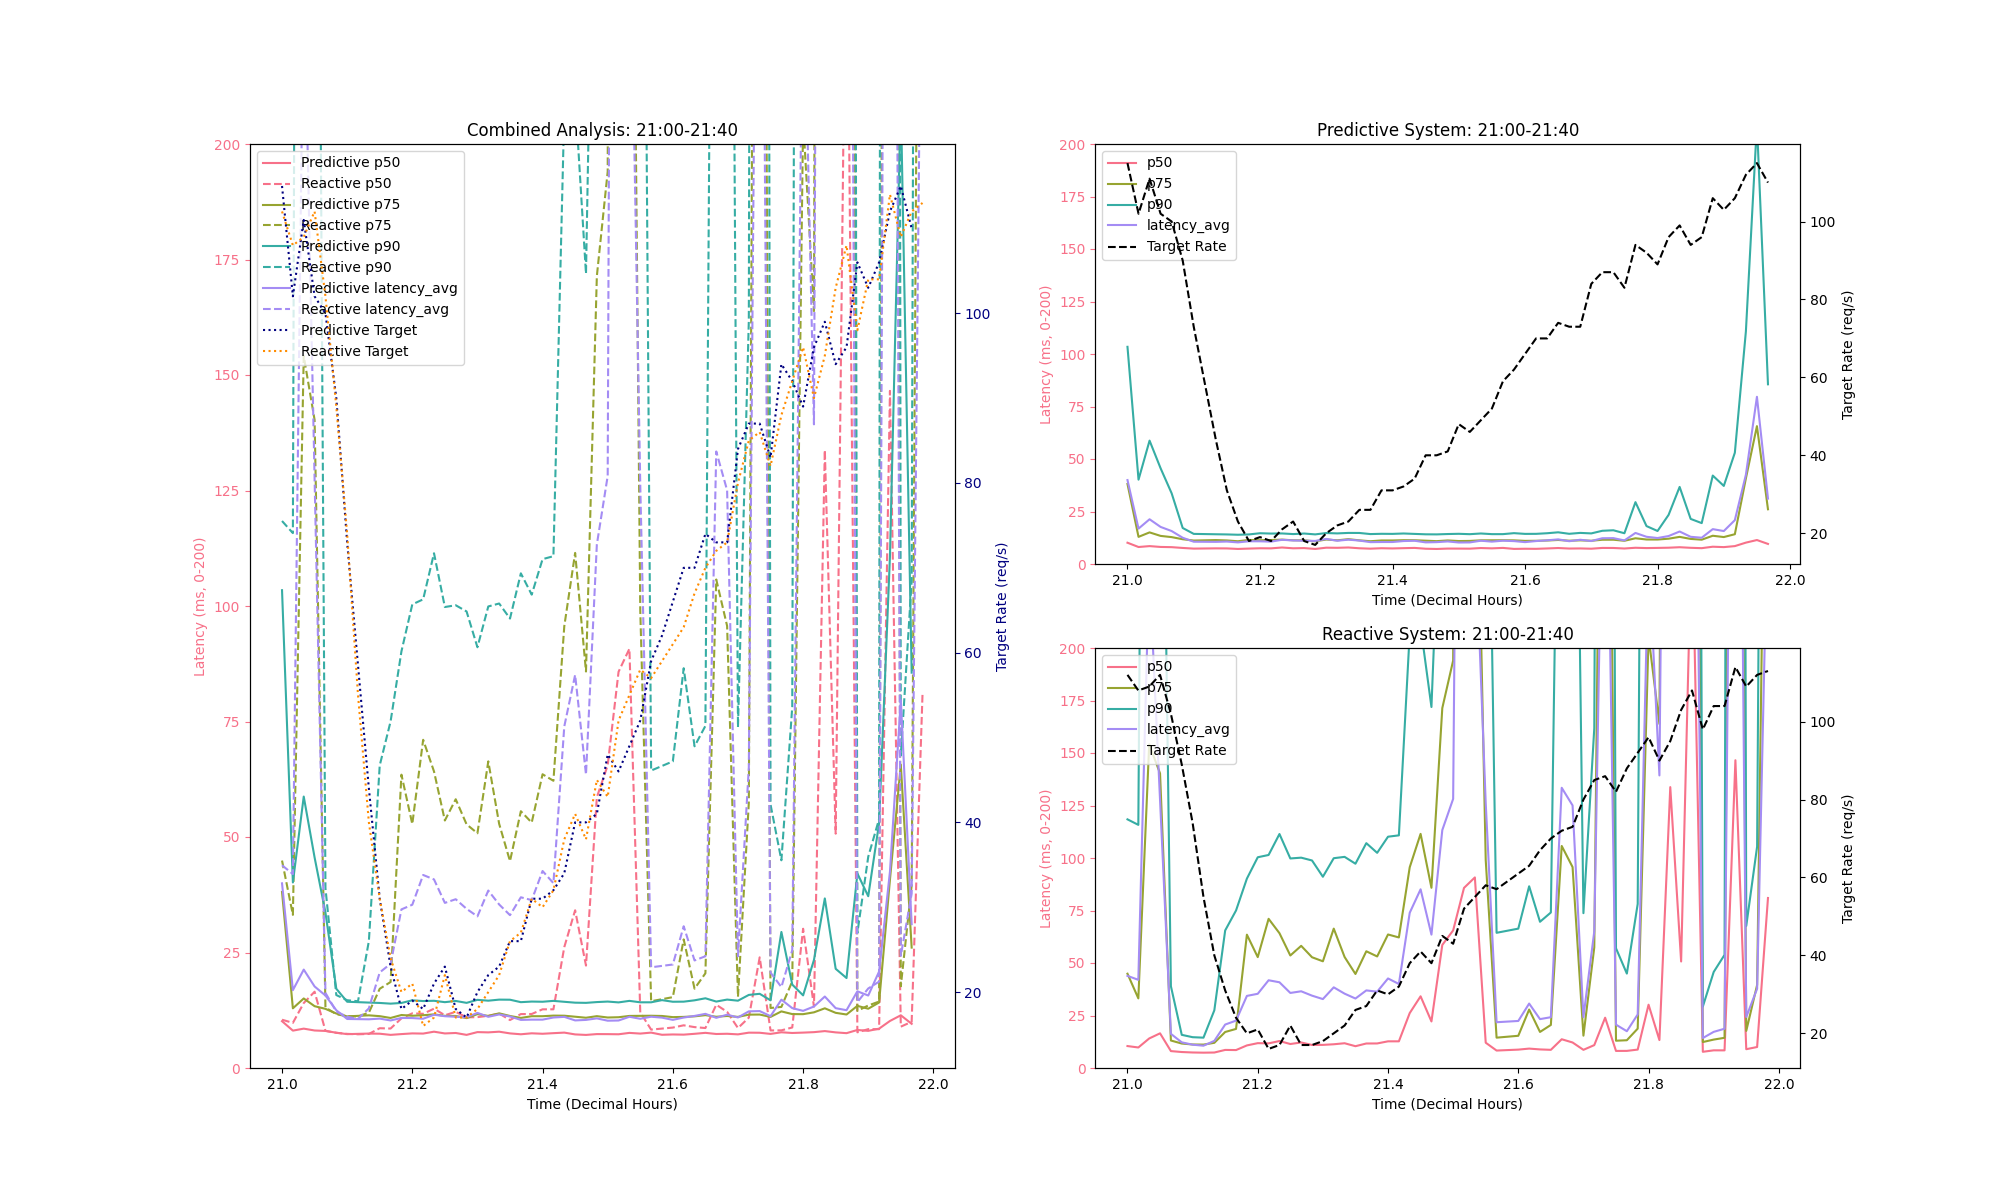 Combined Analysis: 21:00-21:40
Predictive p50
Reactive p50
Predictive p75
Reactive p75
Predictive p90
Reactive p90
Predictive latency_avg
Reactive latency_avg
Predictive Target
Reactive Target
200
175
150
125
100
75
50
25
0
Latency (ms, 0-200)
100
80
60
40
20
Target Rate (req/s)
21.0 21.2 21.4 21.6 21.8 22.0
Time (Decimal Hours)
Predictive System: 21:00-21:40
p50
p75
p90
latency_avg
Target Rate
200
175
150
125
100
75
50
25
0
Latency (ms, 0-200)
100
80
60
40
20
Target Rate (req/s)
21.0 21.2 21.4 21.6 21.8 22.0
Time (Decimal Hours)
Reactive System: 21:00-21:40
p50
p75
p90
latency_avg
Target Rate
200
175
150
125
100
75
50
25
0
Latency (ms, 0-200)
100
80
60
40
20
Target Rate (req/s)
21.0 21.2 21.4 21.6 21.8 22.0
Time (Decimal Hours)